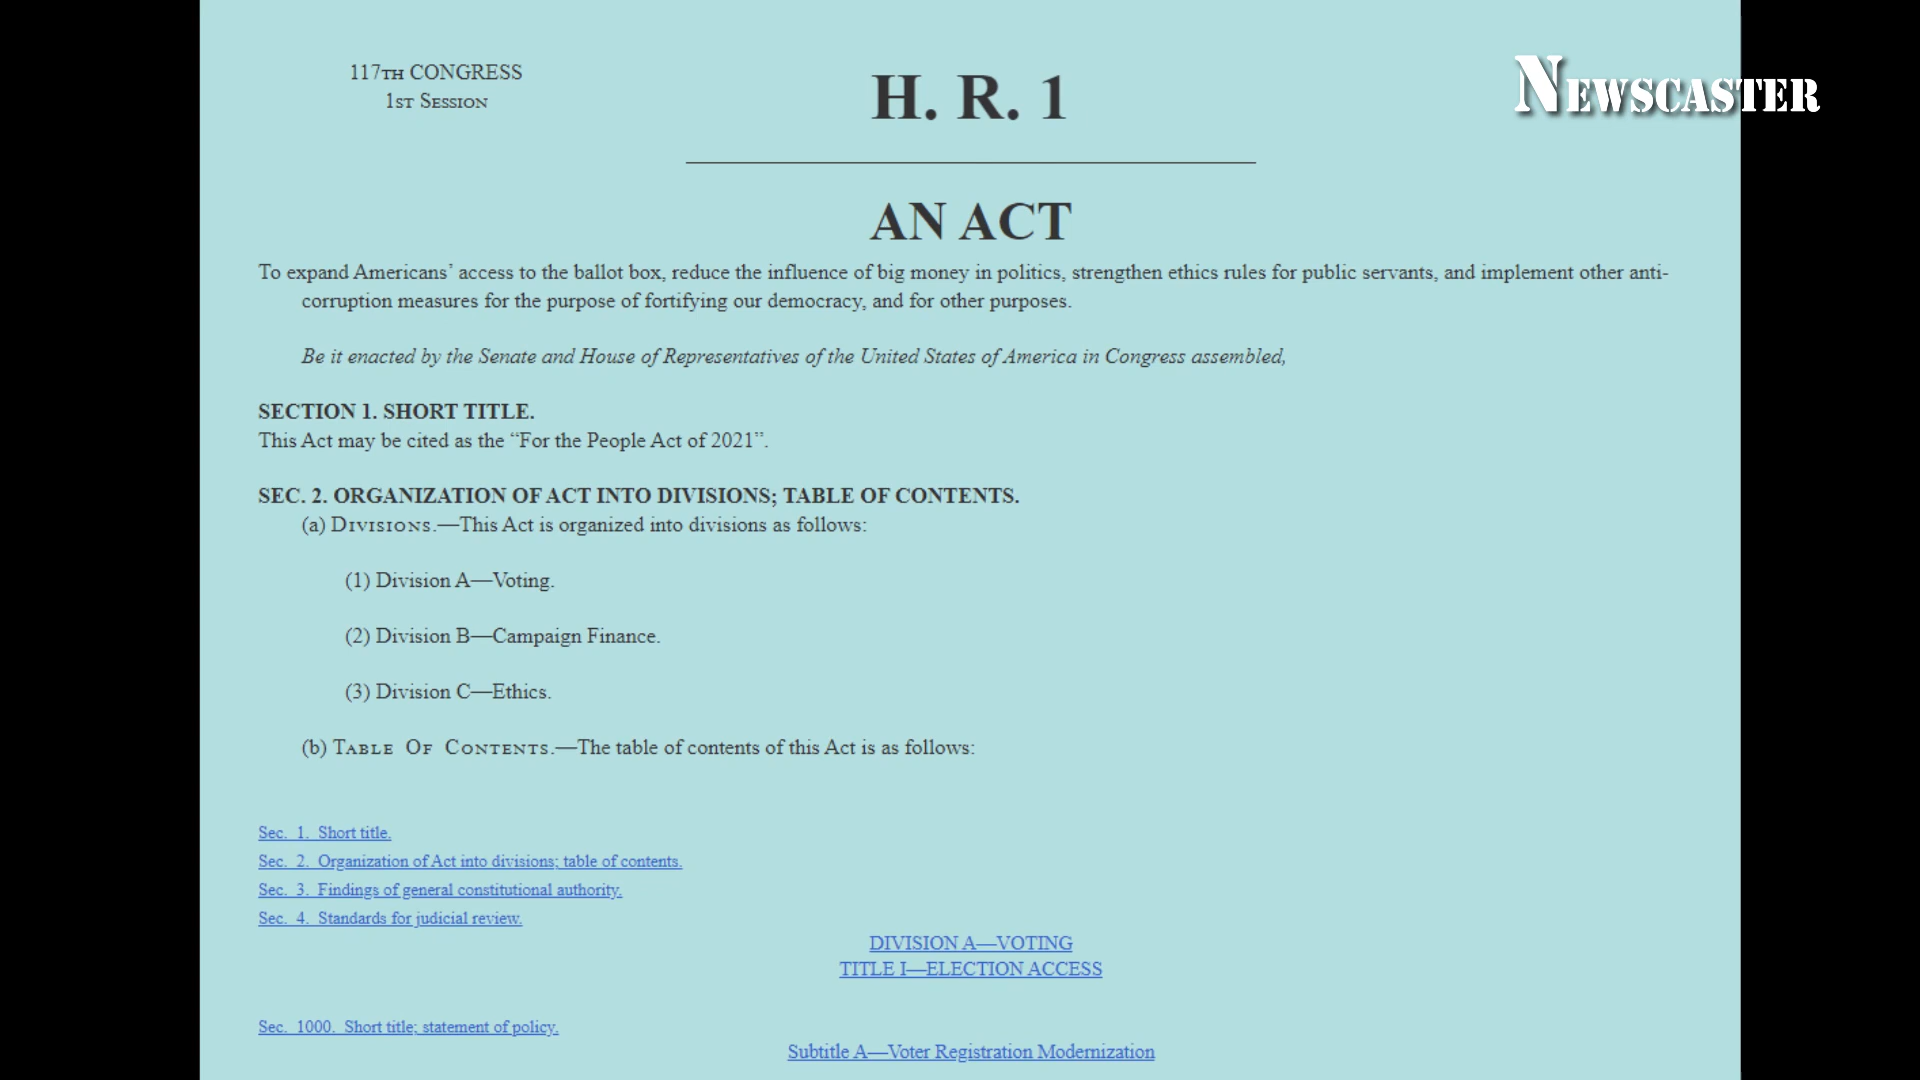 117TH CONGRESS
1ST SESSION
H. R. 1
NEWSCASTER
AN ACT
To expand Americans’ access to the ballot box, reduce the influence of big money in politics, strengthen ethics rules for public servants, and implement other anti-
corruption measures for the purpose of fortifying our democracy, and for other purposes.
Be it enacted by the Senate and House of Representatives of the United States of America in Congress assembled,
SECTION 1. SHORT TITLE.
This Act may be cited as the “For the People Act of 2021”.
SEC. 2. ORGANIZATION OF ACT INTO DIVISIONS; TABLE OF CONTENTS.
(a) DIVISIONS.—This Act is organized into divisions as follows:
(1) Division A—Voting.
(2) Division B—Campaign Finance.
(3) Division C—Ethics.
(b) TABLE OF CONTENTS.—The table of contents of this Act is as follows:
Sec. 1. Short title.
Sec. 2. Organization of Act into divisions; table of contents.
Sec. 3. Findings of general constitutional authority.
Sec. 4. Standards for judicial review.
DIVISION A—VOTING
TITLE I—ELECTION ACCESS
Sec. 1000. Short title; statement of policy.
Subtitle A—Voter Registration Modernization